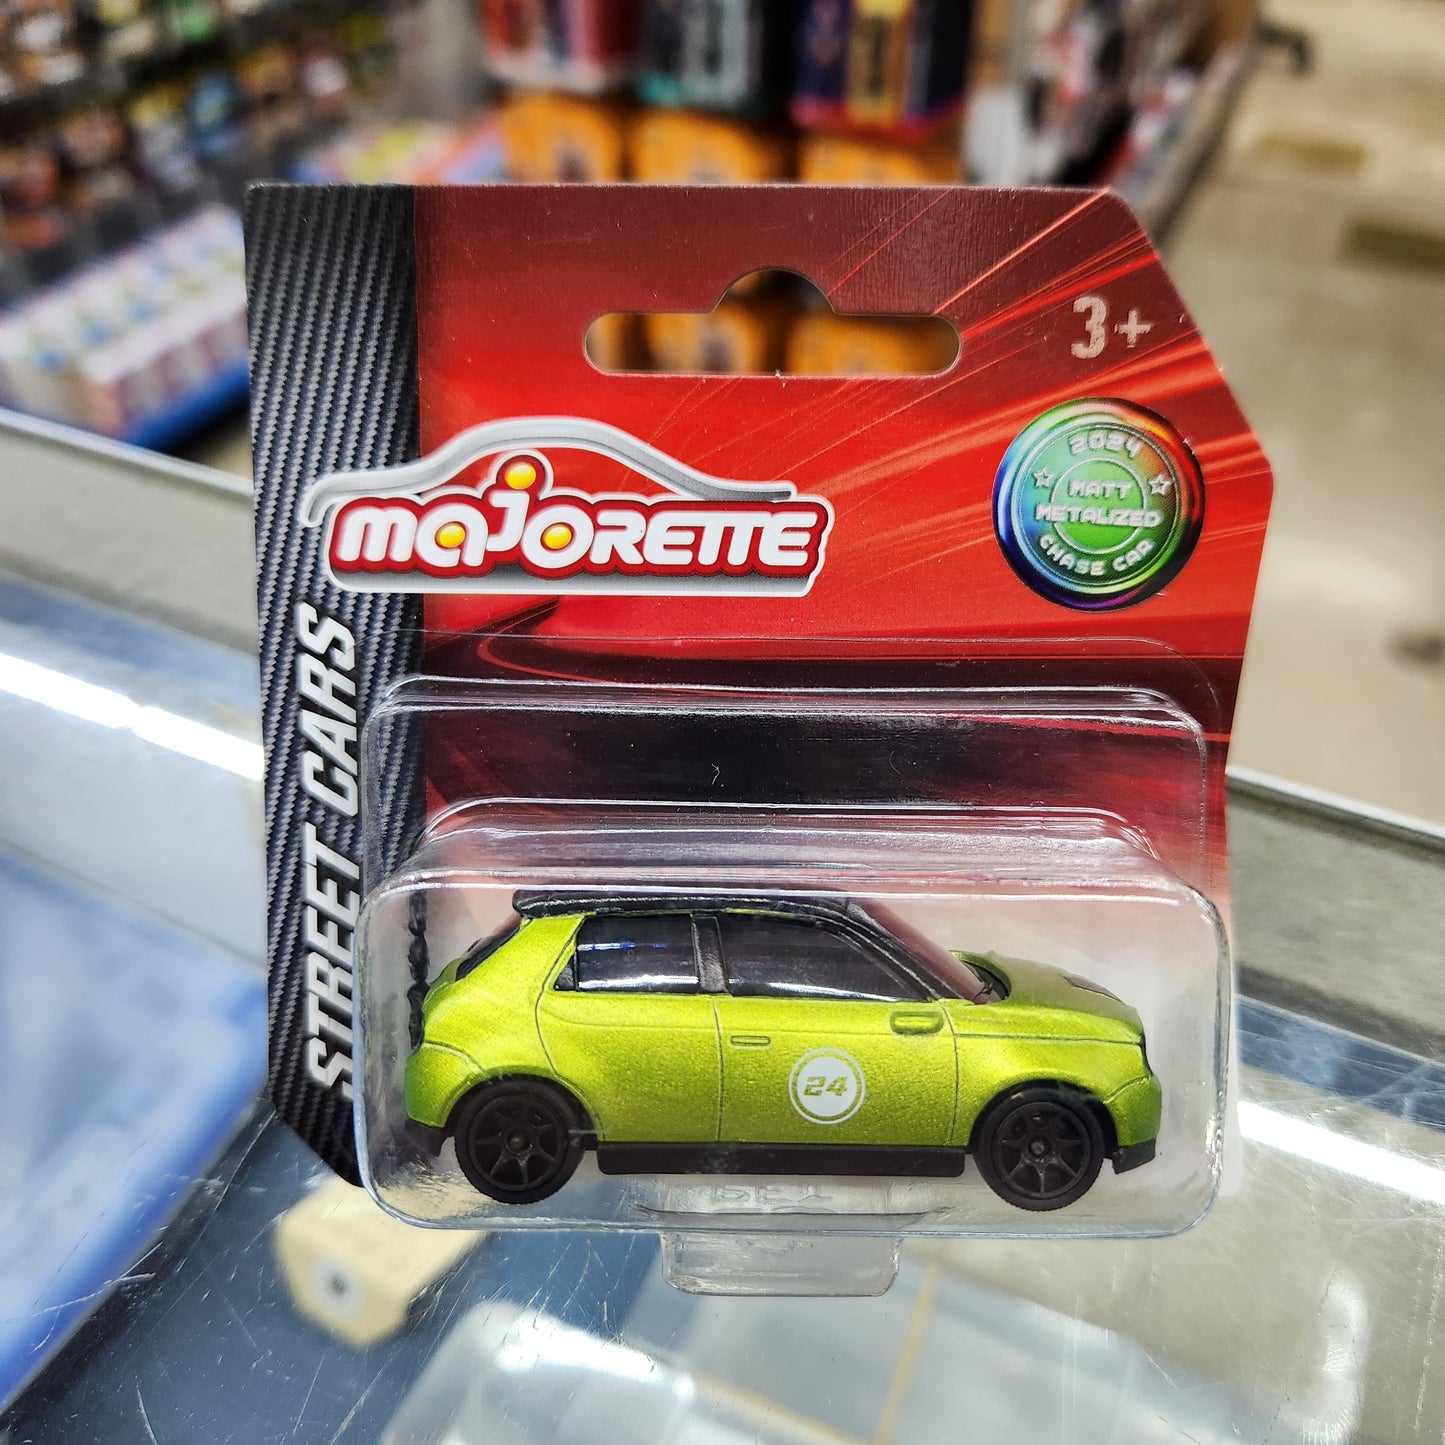 3+
2024
MATT
METALIZED
CHASE CAR
majORETTE
STREET CARS
24